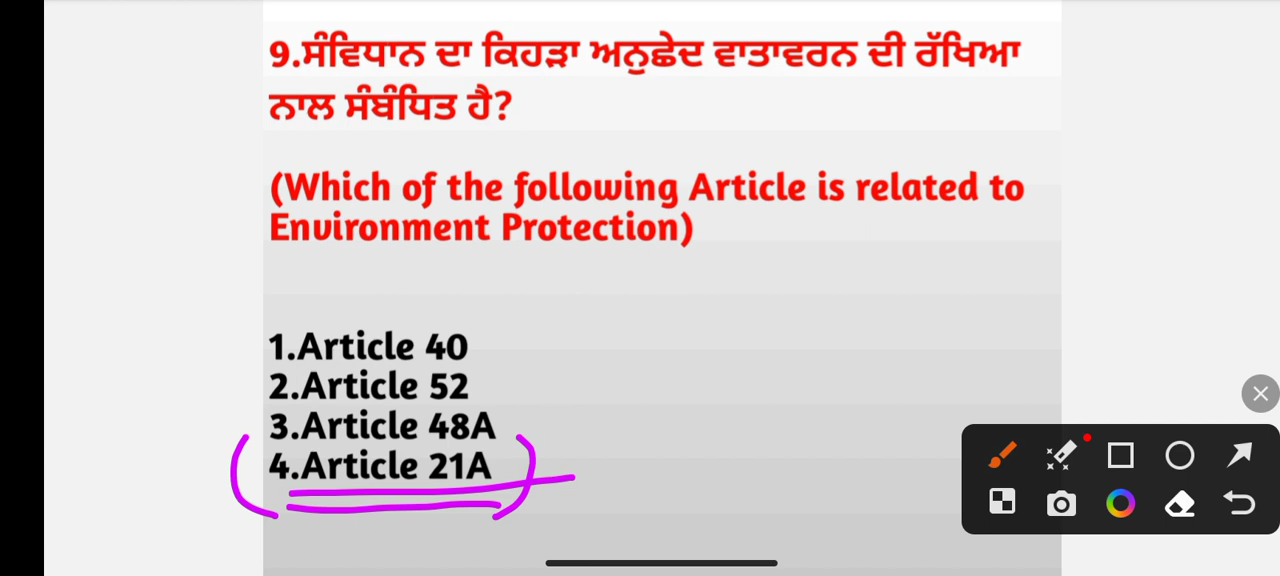 9.ਸੰਵਿਧਾਨ ਦਾ ਕਿਹੜਾ ਅਨੁਛੇਦ ਵਾਤਾਵਰਨ ਦੀ ਰੱਖਿਆ
ਨਾਲ ਸੰਬੰਧਿਤ ਹੈ?
(Which of the following Article is related to
Environment Protection)
1.Article 40
2.Article 52
3.Article 48A
4.Article 21A